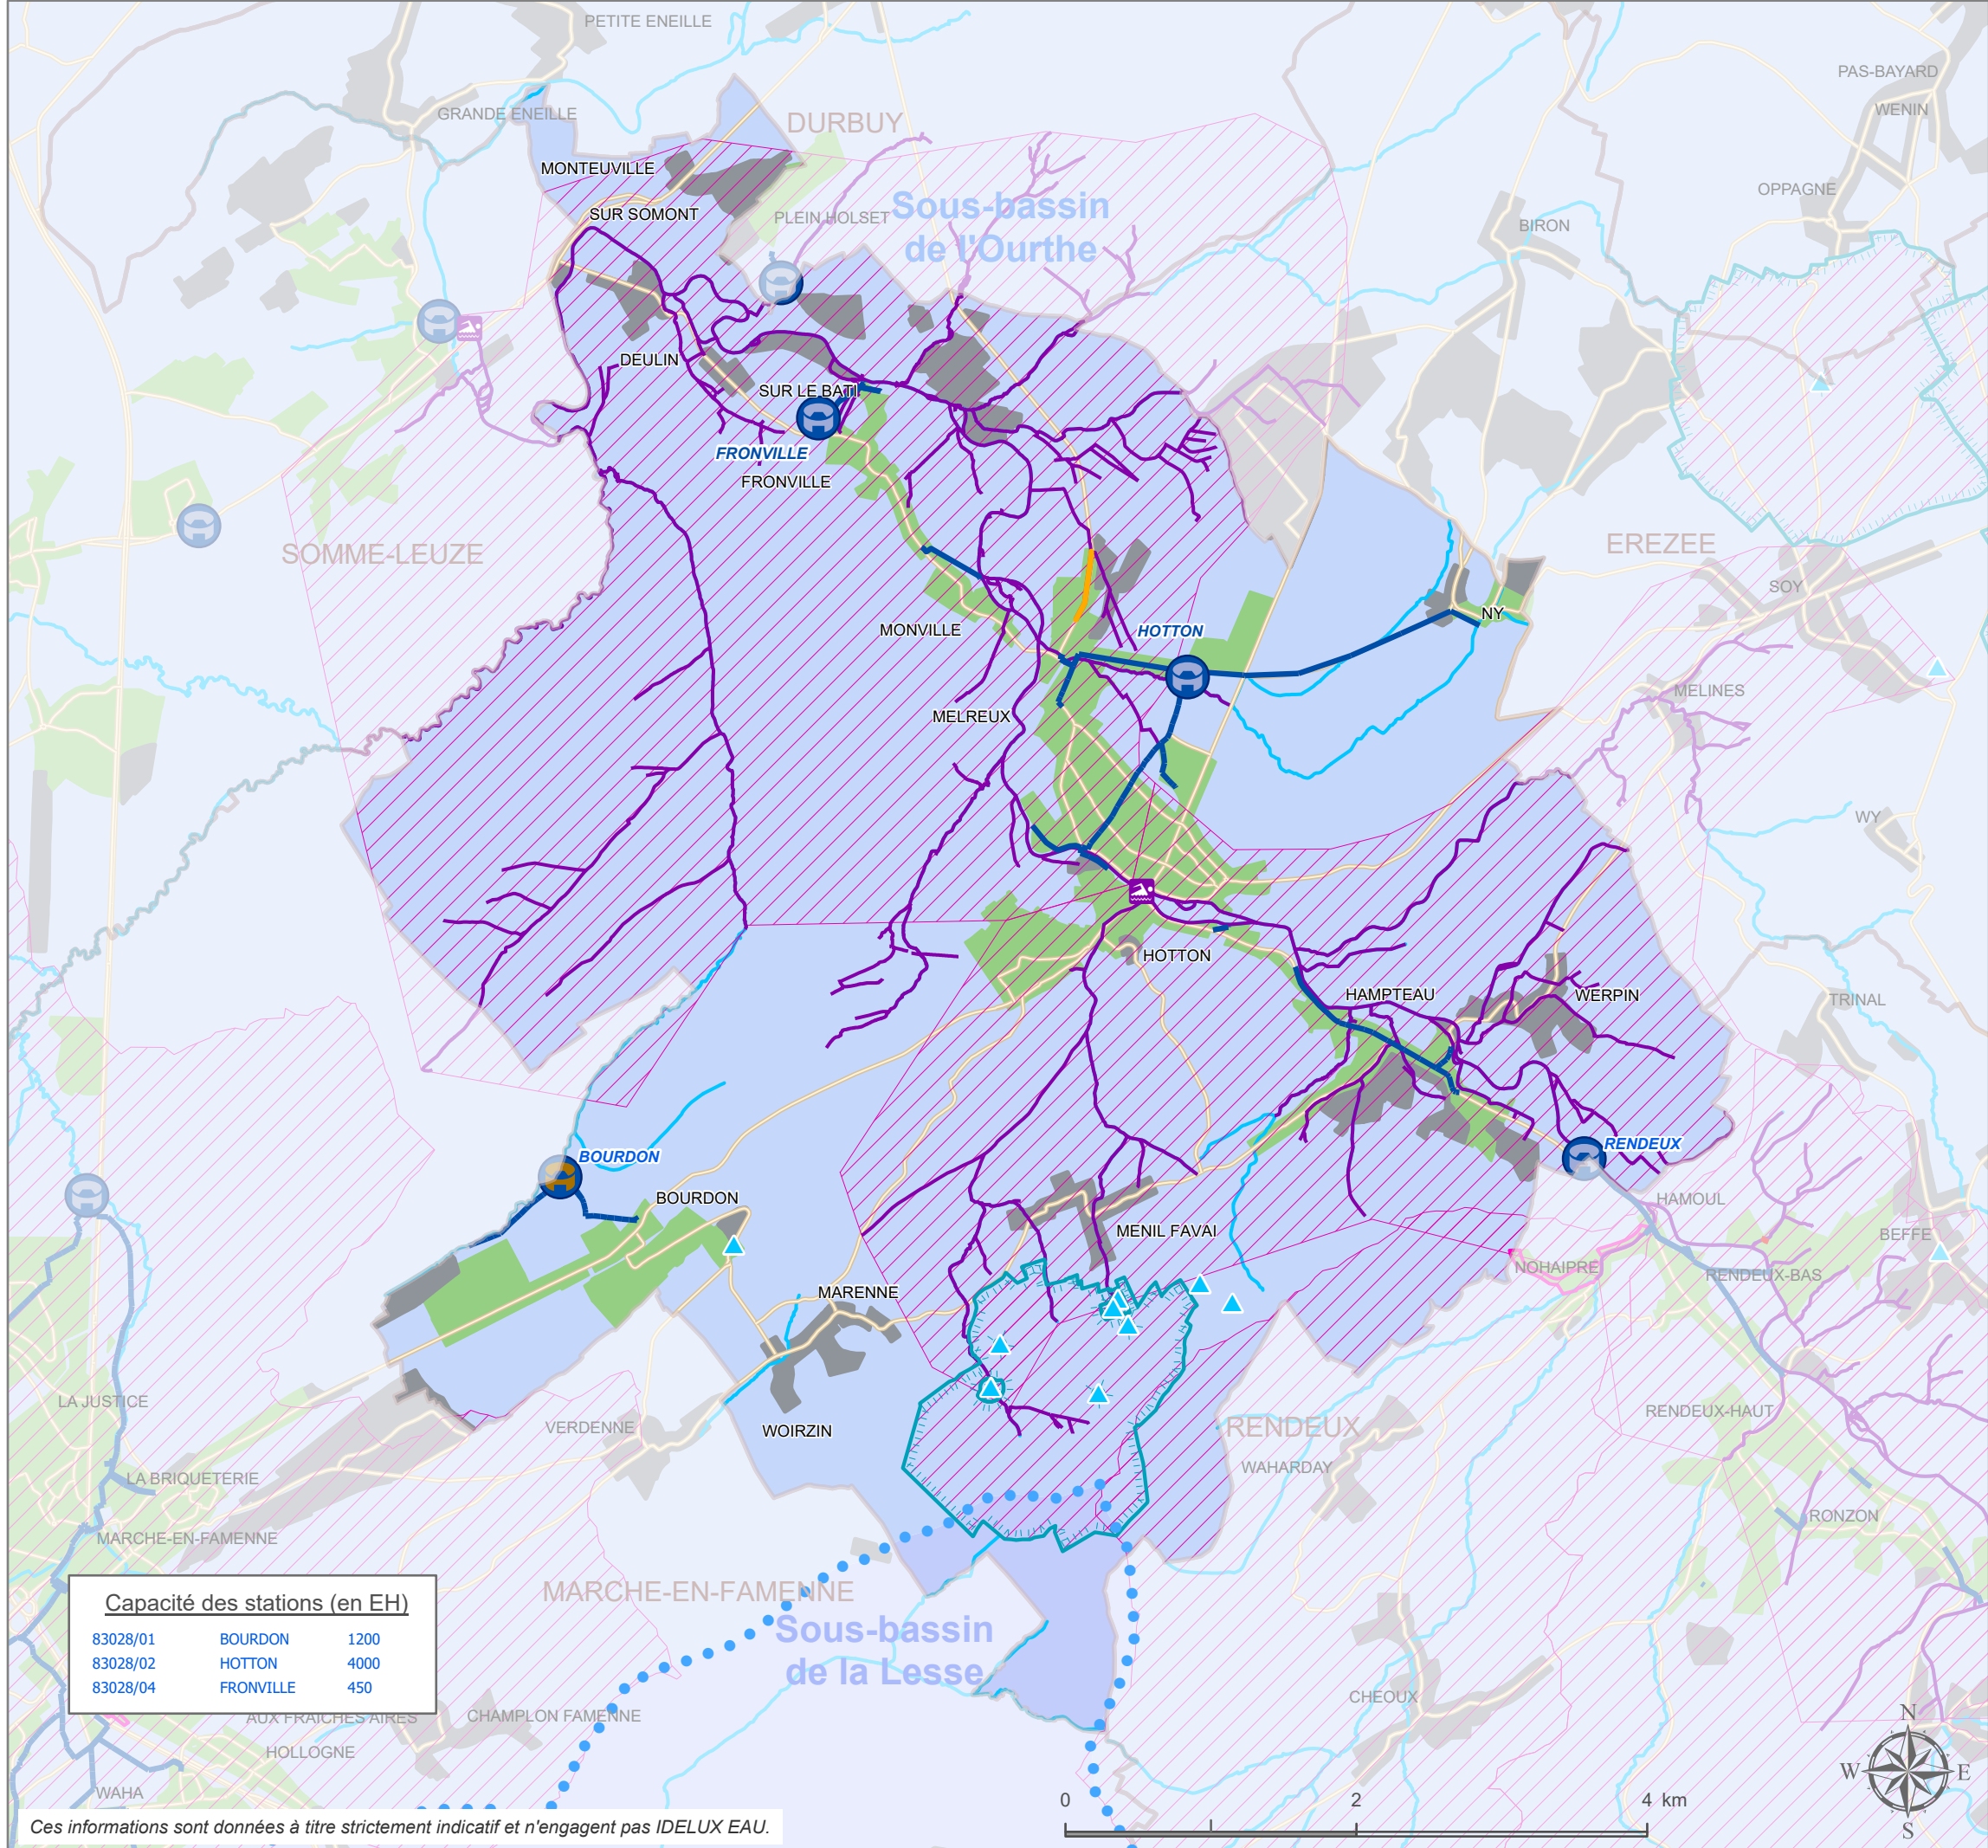 PETITE ENEILLE
PAS-BAYARD
WENIN
GRANDE ENEILLE
DURBUY
MONTEUVILLE
OPPAGNE
SUR SOMONT
PLEIN HOLSET
Sous-bassin
de l'Ourthe
BIRON
DEULIN
SUR LE BATI
FRONVILLE
FRONVILLE
SOMME-LEUZE
EREZEE
SOY
NY
MONVILLE
HOTTON
MELINES
MELREUX
WY
HOTTON
HAMPTEAU
WERPIN
TRINAL
BOURDON
RENDEUX
BOURDON
HAMOUL
MENIL FAVAI
BEFFE
NOHAIPRE
RENDEUX-BAS
MARENNE
LA JUSTICE
VERDENNE
WOIRZIN
RENDEUX
RENDEUX-HAUT
WAHARDAY
LA BRIQUETERIE
RONZON
MARCHE-EN-FAMENNE
MARCHE-EN-FAMENNE
Capacité des stations (en EH)
83028/01 BOURDON 1200
83028/02 HOTTON 4000
83028/04 FRONVILLE 450
Sous-bassin
de la Lesse
CHEOUX
AUX FRAICHES AIRES
CHAMPLON FAMENNE
HOLLOGNE
WAHA
N
W E
S
0 2 4 km
Ces informations sont données à titre strictement indicatif et n'engagent pas IDELUX EAU.